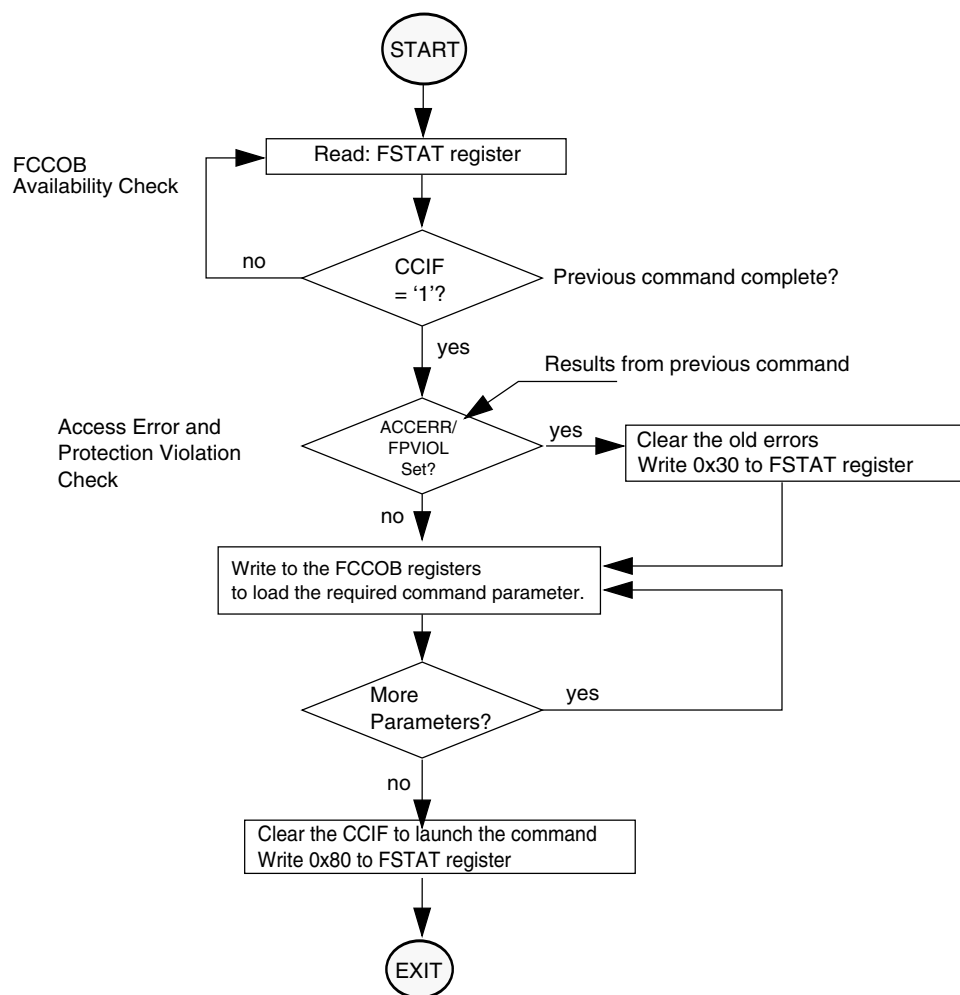 START
Read: FSTAT register
FCCOB
Availability Check
no
CCIF
= ‘1’?
Previous command complete?
yes
Results from previous command
Access Error and
Protection Violation
Check
ACCERR/
FPVIOL
Set?
yes
Clear the old errors
Write 0x30 to FSTAT register
no
Write to the FCCOB registers
to load the required command parameter.
More
Parameters?
yes
no
Clear the CCIF to launch the command
Write 0x80 to FSTAT register
EXIT